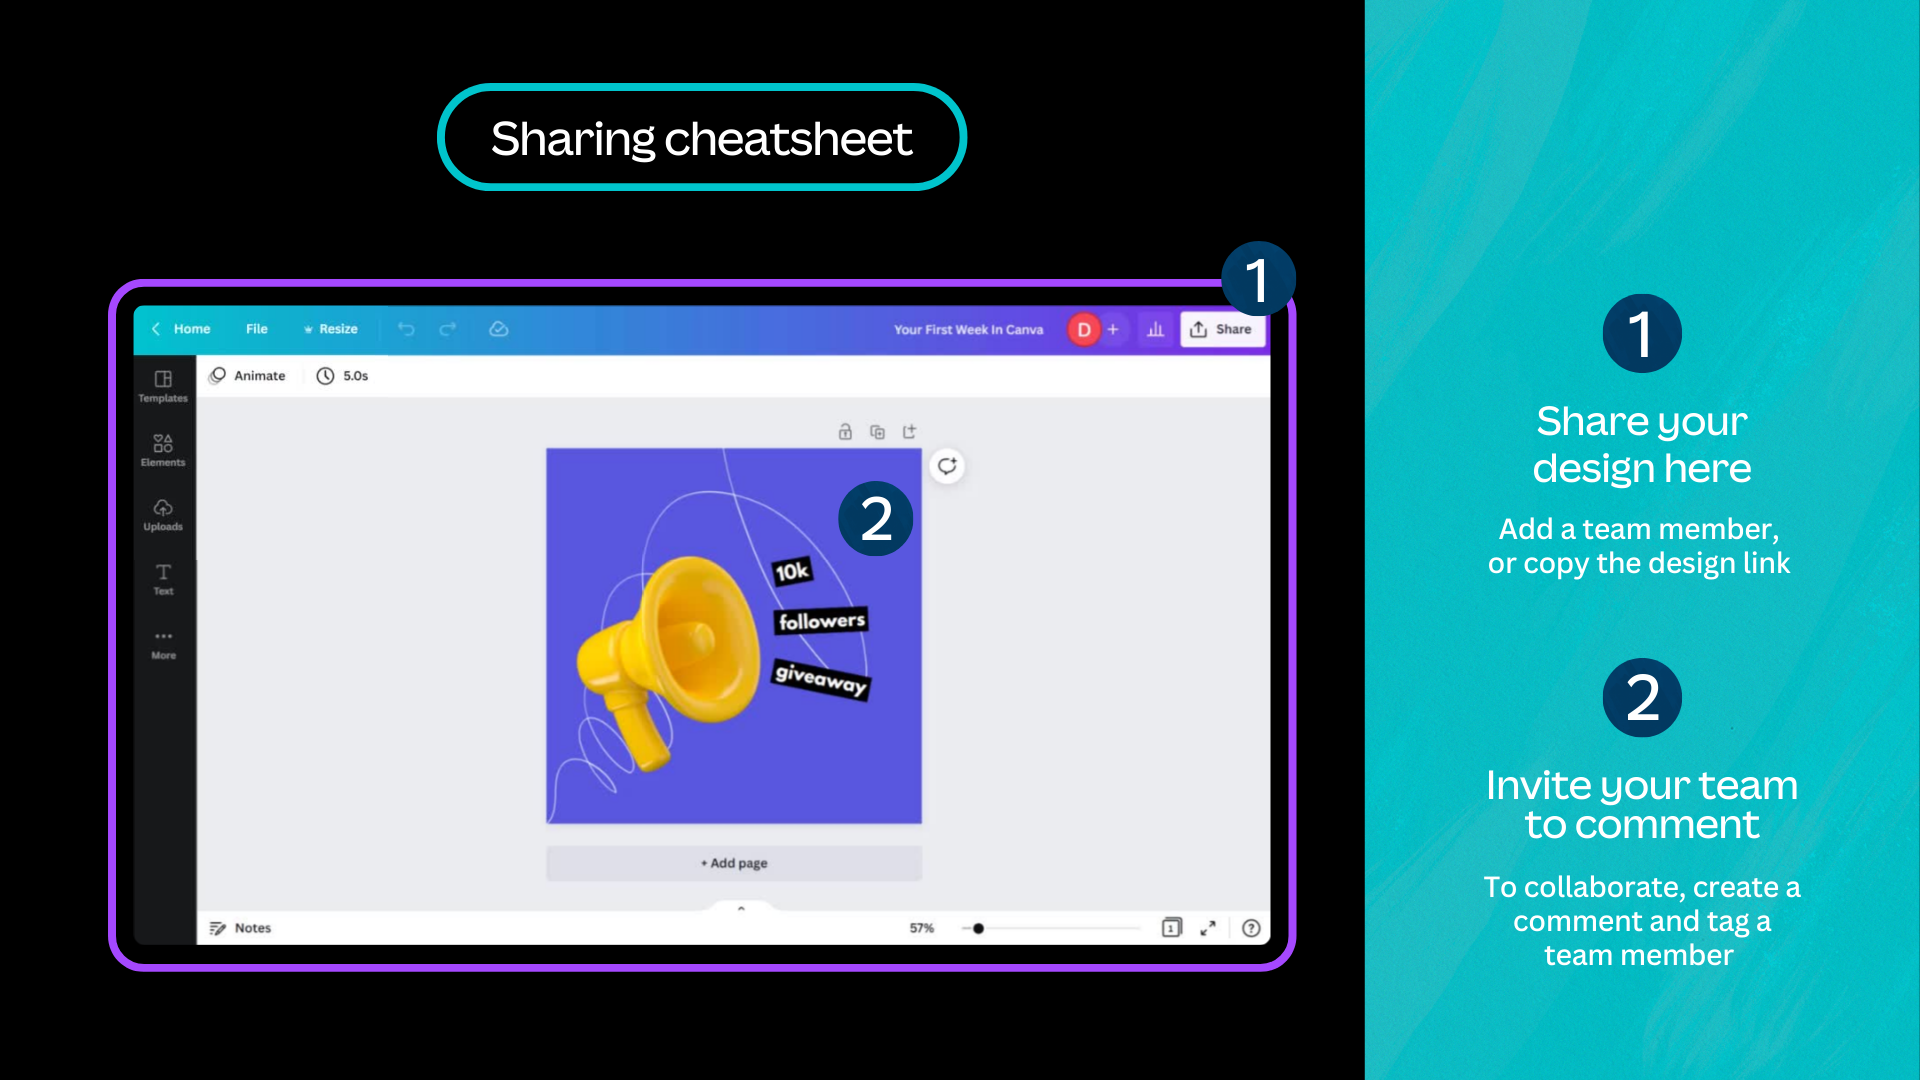 Sharing cheatsheet
1
Home File Resize Your First Week In Canva D + Share
Animate 5.0s
Templates
Elements
Uploads
Text
More
2
10k
followers
giveaway
+ Add page
Notes 57% 1 ?
1
Share your
design here
Add a team member,
or copy the design link
2
Invite your team
to comment
To collaborate, create a
comment and tag a
team member